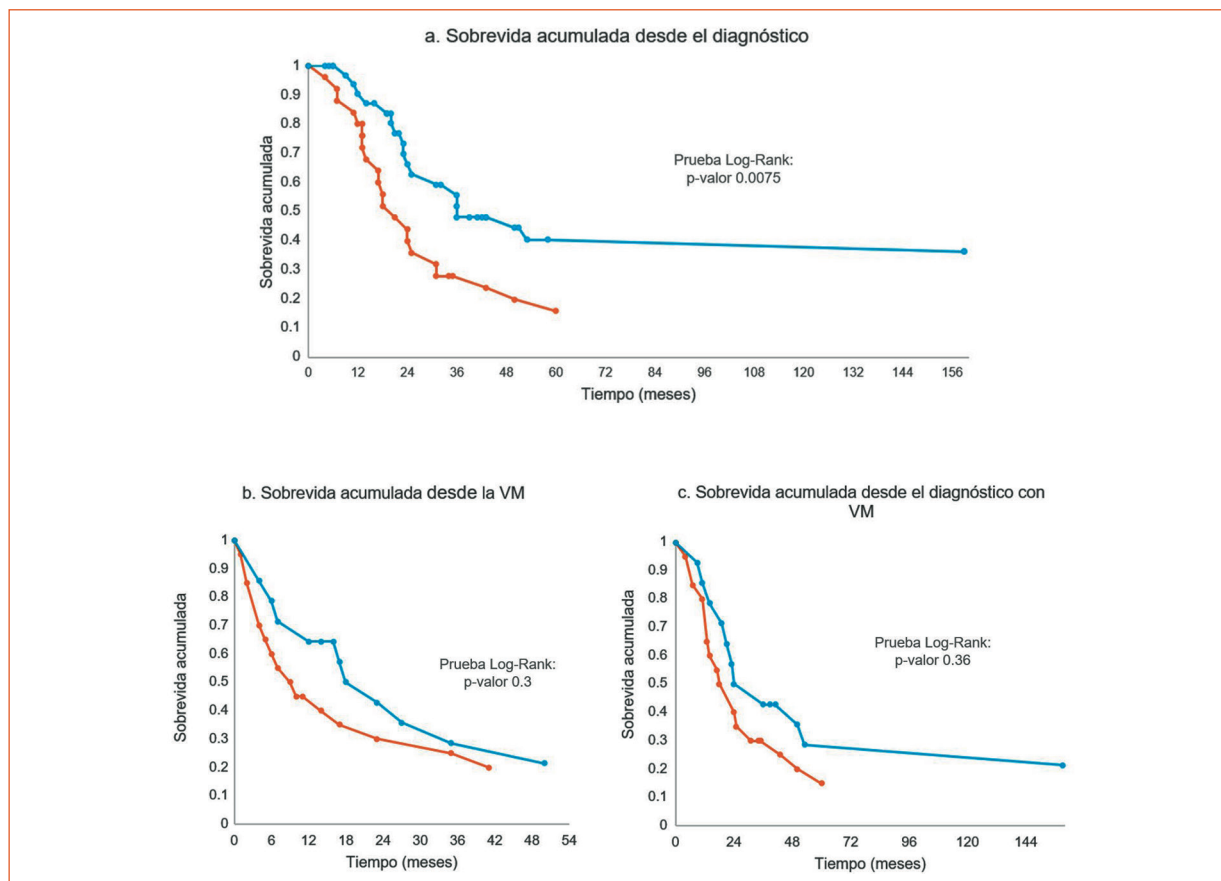 a. Sobrevida acumulada desde el diagnóstico
1
0.9
0.8
0.7
0.6
0.5
0.4
0.3
0.2
0.1
0
Sobrevida acumulada
Prueba Log-Rank:
p-valor 0.0075
0 12 24 36 48 60 72 84 96 108 120 132 144 156
Tiempo (meses)
b. Sobrevida acumulada desde la VM
1
0.9
0.8
0.7
0.6
0.5
0.4
0.3
0.2
0.1
0
Sobrevida acumulada
Prueba Log-Rank:
p-valor 0.3
0 6 12 18 24 30 36 42 48 54
Tiempo (meses)
c. Sobrevida acumulada desde el diagnóstico con
VM
1
0.9
0.8
0.7
0.6
0.5
0.4
0.3
0.2
0.1
0
Sobrevida acumulada
Prueba Log-Rank:
p-valor 0.36
0 24 48 72 96 120 144
Tiempo (meses)